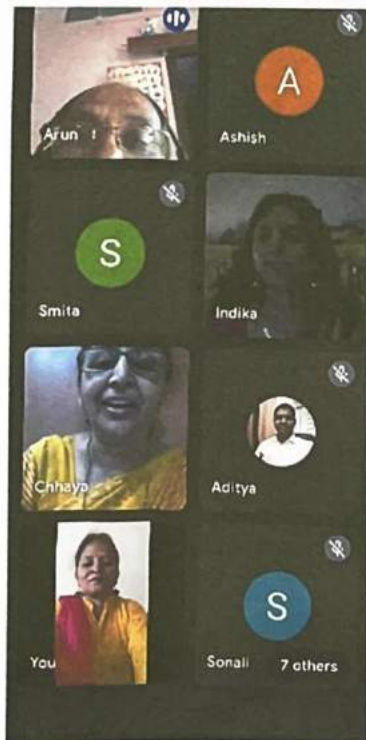 Arun
A
Ashish
S
Smita
Indika
Chhaya
Aditya
You
S
Sonali 7 others